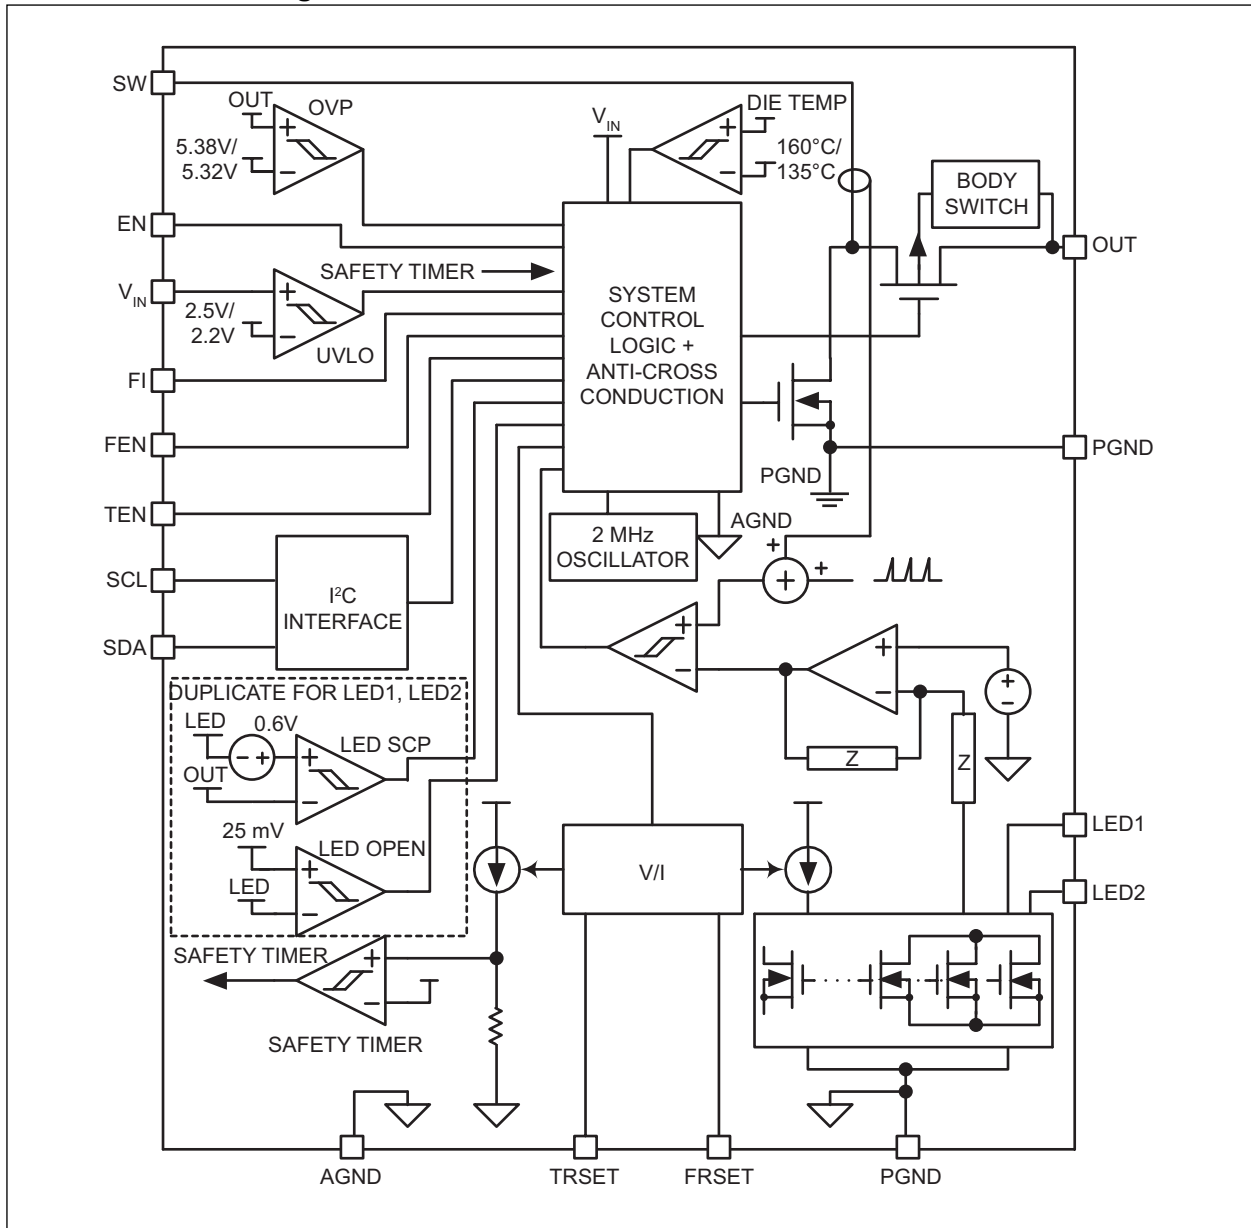 SW
OUT
OVP
5.38V/
5.32V
+
−
V_IN
DIE TEMP
+
160°C/
135°C
−
BODY
SWITCH
EN
OUT
SAFETY TIMER
V_IN
+
2.5V/
2.2V
−
UVLO
SYSTEM
CONTROL
LOGIC +
ANTI-CROSS
CONDUCTION
FI
FEN
PGND
PGND
TEN
AGND
2 MHz
OSCILLATOR
+
+
+
SCL
I²C
INTERFACE
SDA
+
−
+
−
+
−
DUPLICATE FOR LED1, LED2
LED
0.6V
− +
+
LED SCP
OUT
−
Z
Z
25 mV
+
LED OPEN
LED
−
V/I
LED1
LED2
SAFETY TIMER
+
−
SAFETY TIMER
AGND
TRSET
FRSET
PGND